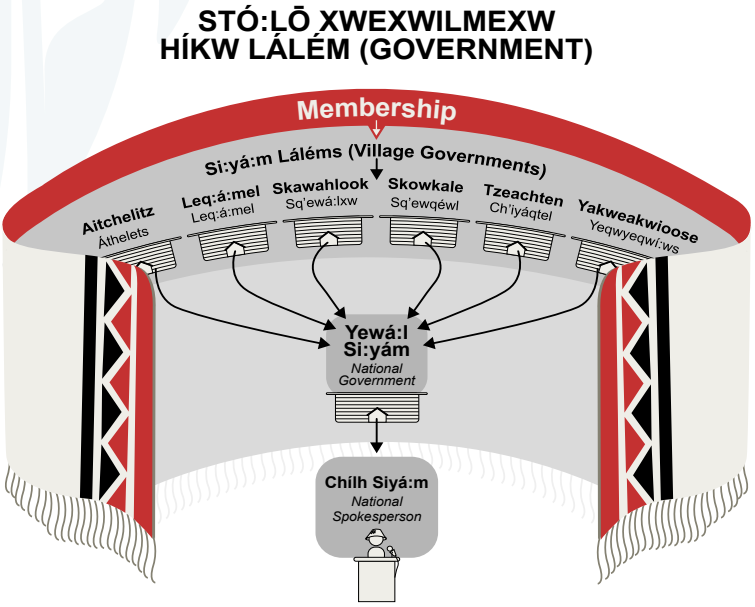 STÓ:LŌ XWEXWILMEXW
HÍKW LÁLÉM (GOVERNMENT)
Membership
Si:yá:m Láléms (Village Governments)
Aitchelitz
Áthelets
Leq:á:mel
Leq:á:mel
Skawahlook
Sq'ewá:lxw
Skowkale
Sq'ewqéwl
Tzeachten
Ch'iyáqtel
Yakweakwioose
Yeqwyeqwí:ws
Yewá:l
Si:yám
National
Government
Chílh Siyá:m
National
Spokesperson